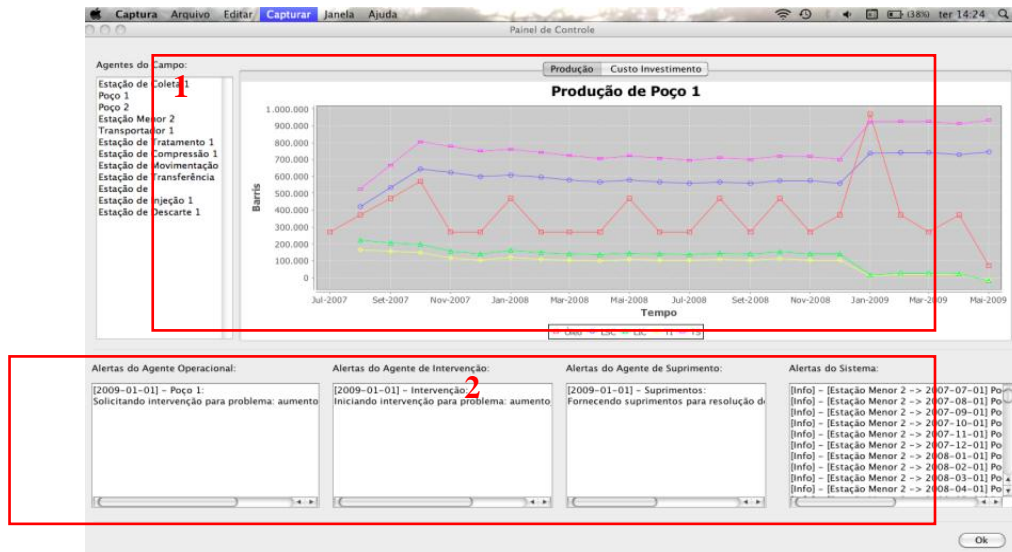 Captura Arquivo Editar Capturar Janela Ajuda (38%) ter 14:24
Painel de Controle
Agentes do Campo:
Estação de Coleta 1
Poço 1
Poço 2
Estação Menor 2
Transportador 1
Estação de Tratamento 1
Estação de Compressão 1
Estação de Movimentação
Estação de Transferência
Estação de
Estação de Injeção 1
Estação de Descarte 1
1
Produção Custo Investimento
Produção de Poço 1
Barris
1.000.000
900.000
800.000
700.000
600.000
500.000
400.000
300.000
200.000
100.000
0
Jul-2007 Set-2007 Nov-2007 Jan-2008 Mar-2008 Mai-2008 Jul-2008 Set-2008 Nov-2008 Jan-2009 Mar-2009 Mai-2009
Tempo
Óleo LSC LIC TI TS
Alertas do Agente Operacional:
[2009-01-01] - Poço 1:
Solicitando intervenção para problema: aumento
Alertas do Agente de Intervenção:
[2009-01-01] - Intervenção:
Iniciando intervenção para problema: aumento
2
Alertas do Agente de Suprimento:
[2009-01-01] - Suprimentos:
Fornecendo suprimentos para resolução d
Alertas do Sistema:
[Info] - [Estação Menor 2 -> 2007-07-01] Po
[Info] - [Estação Menor 2 -> 2007-08-01] Po
[Info] - [Estação Menor 2 -> 2007-09-01] Po
[Info] - [Estação Menor 2 -> 2007-10-01] Po
[Info] - [Estação Menor 2 -> 2007-11-01] Po
[Info] - [Estação Menor 2 -> 2007-12-01] Po
[Info] - [Estação Menor 2 -> 2008-01-01] Po
[Info] - [Estação Menor 2 -> 2008-02-01] Po
[Info] - [Estação Menor 2 -> 2008-03-01] Po
[Info] - [Estação Menor 2 -> 2008-04-01] Po
Ok